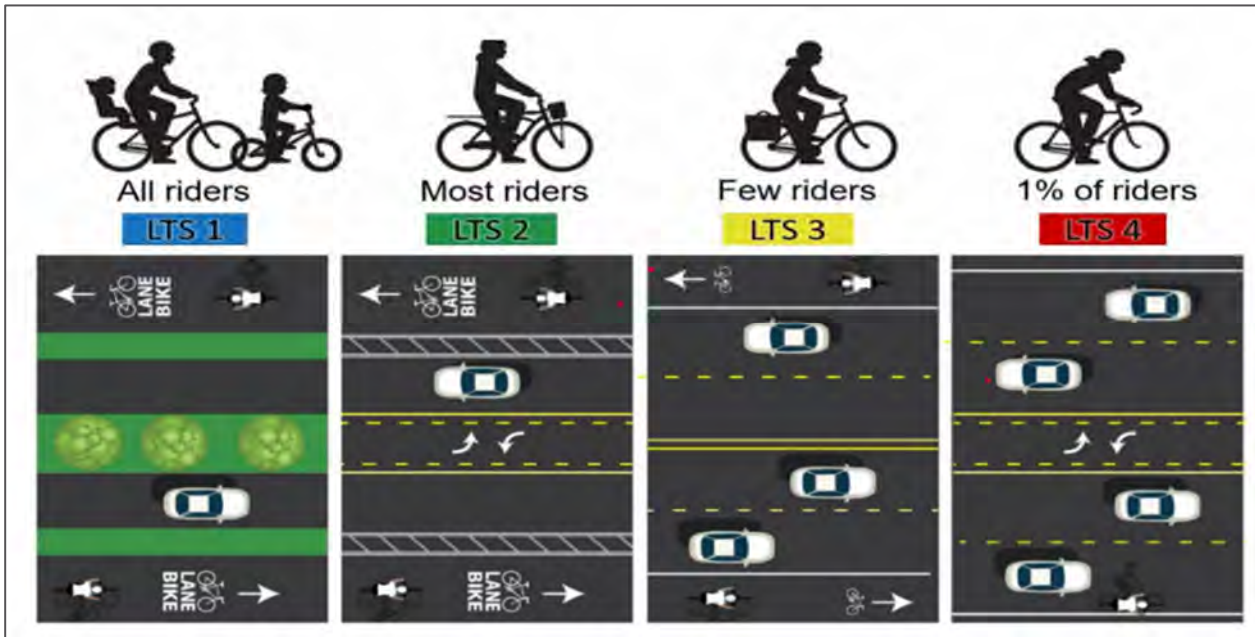 All riders
LTS 1
Most riders
LTS 2
Few riders
LTS 3
1% of riders
LTS 4
LANE
BIKE
LANE
BIKE
LANE
BIKE
LANE
BIKE